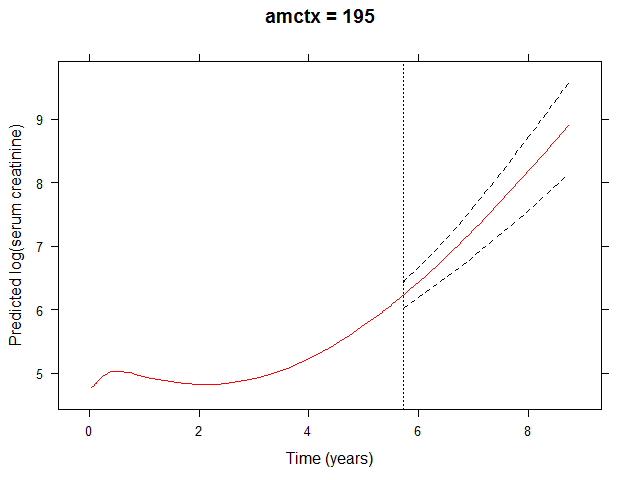 amctx = 195
Predicted log(serum creatinine)
9
8
7
6
5
0 2 4 6 8
Time (years)